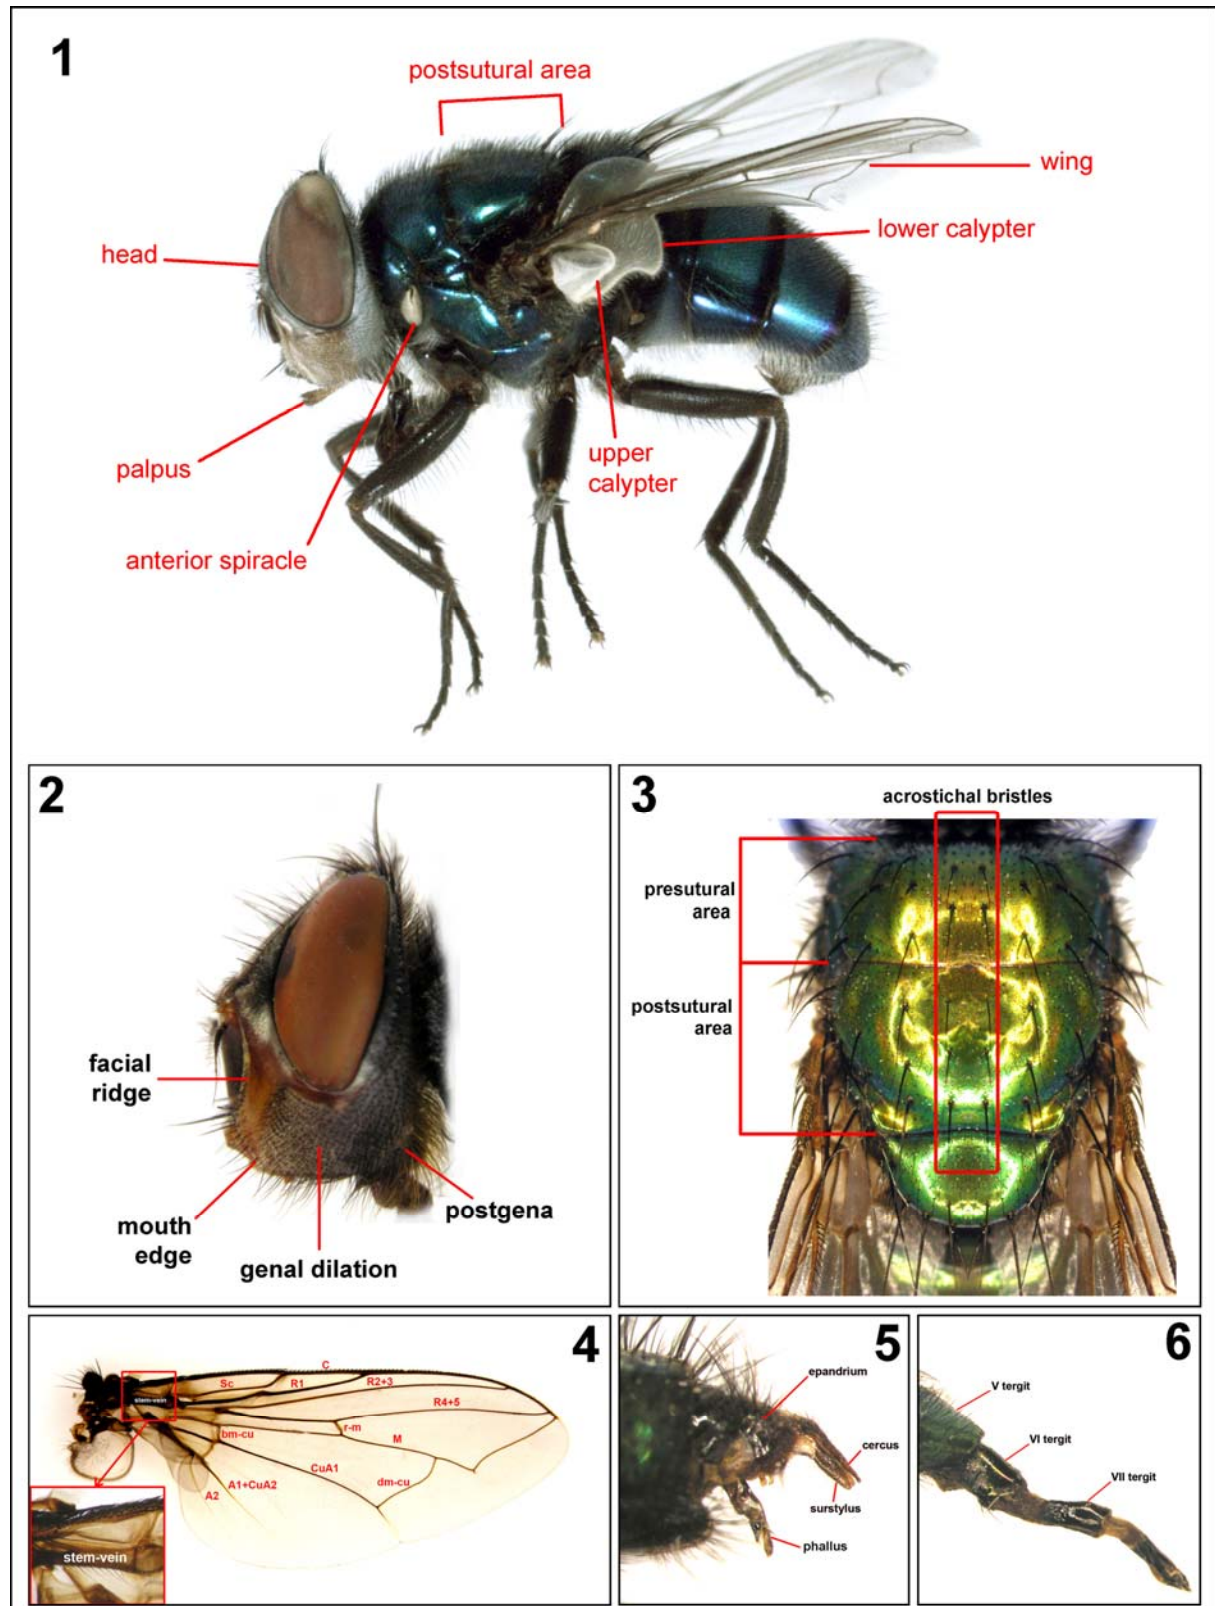 1
postsutural area
wing
lower calypter
head
upper
calypter
palpus
anterior spiracle
2
facial
ridge
mouth
edge
genal dilation
postgena
3
acrostichal bristles
presutural
area
postsutural
area
4
C
Sc
R1
R2+3
R4+5
stem-vein
bm-cu
r-m
M
CuA1
dm-cu
A1+CuA2
A2
stem-vein
5
epandrium
cercus
surstylus
phallus
6
V tergit
VI tergit
VII tergit